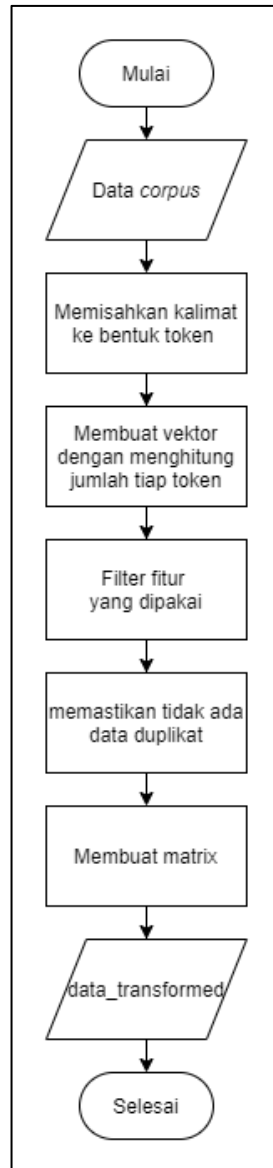 Mulai
Data corpus
Memisahkan kalimat
ke bentuk token
Membuat vektor
dengan menghitung
jumlah tiap token
Filter fitur
yang dipakai
memastikan tidak ada
data duplikat
Membuat matrix
data_transformed
Selesai